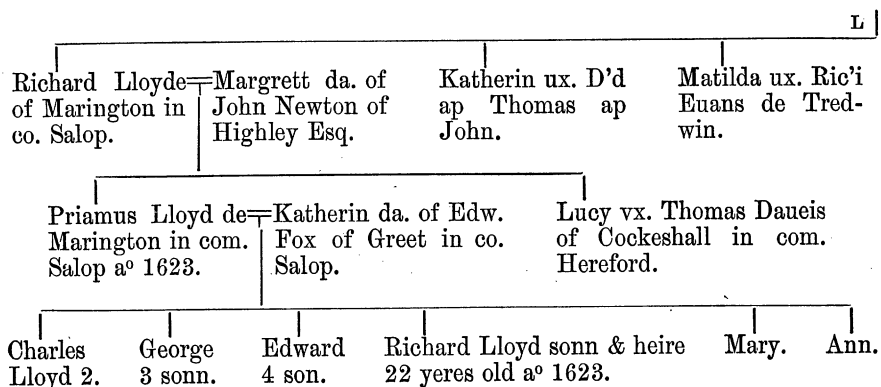 L
Richard Lloyde
of Marington in
co. Salop.
Margrett da. of
John Newton of
Highley Esq.
Katherin ux. D'd
ap Thomas ap
John.
Matilda ux. Ric'i
Euans de Tred-
win.
Priamus Lloyd de
Marington in com.
Salop aº 1623.
Katherin da. of Edw.
Fox of Greet in co.
Salop.
Lucy vx. Thomas Daueis
of Cockeshall in com.
Hereford.
Charles
Lloyd 2.
George
3 sonn.
Edward
4 son.
Richard Lloyd sonn & heire
22 yeres old aº 1623.
Mary.
Ann.